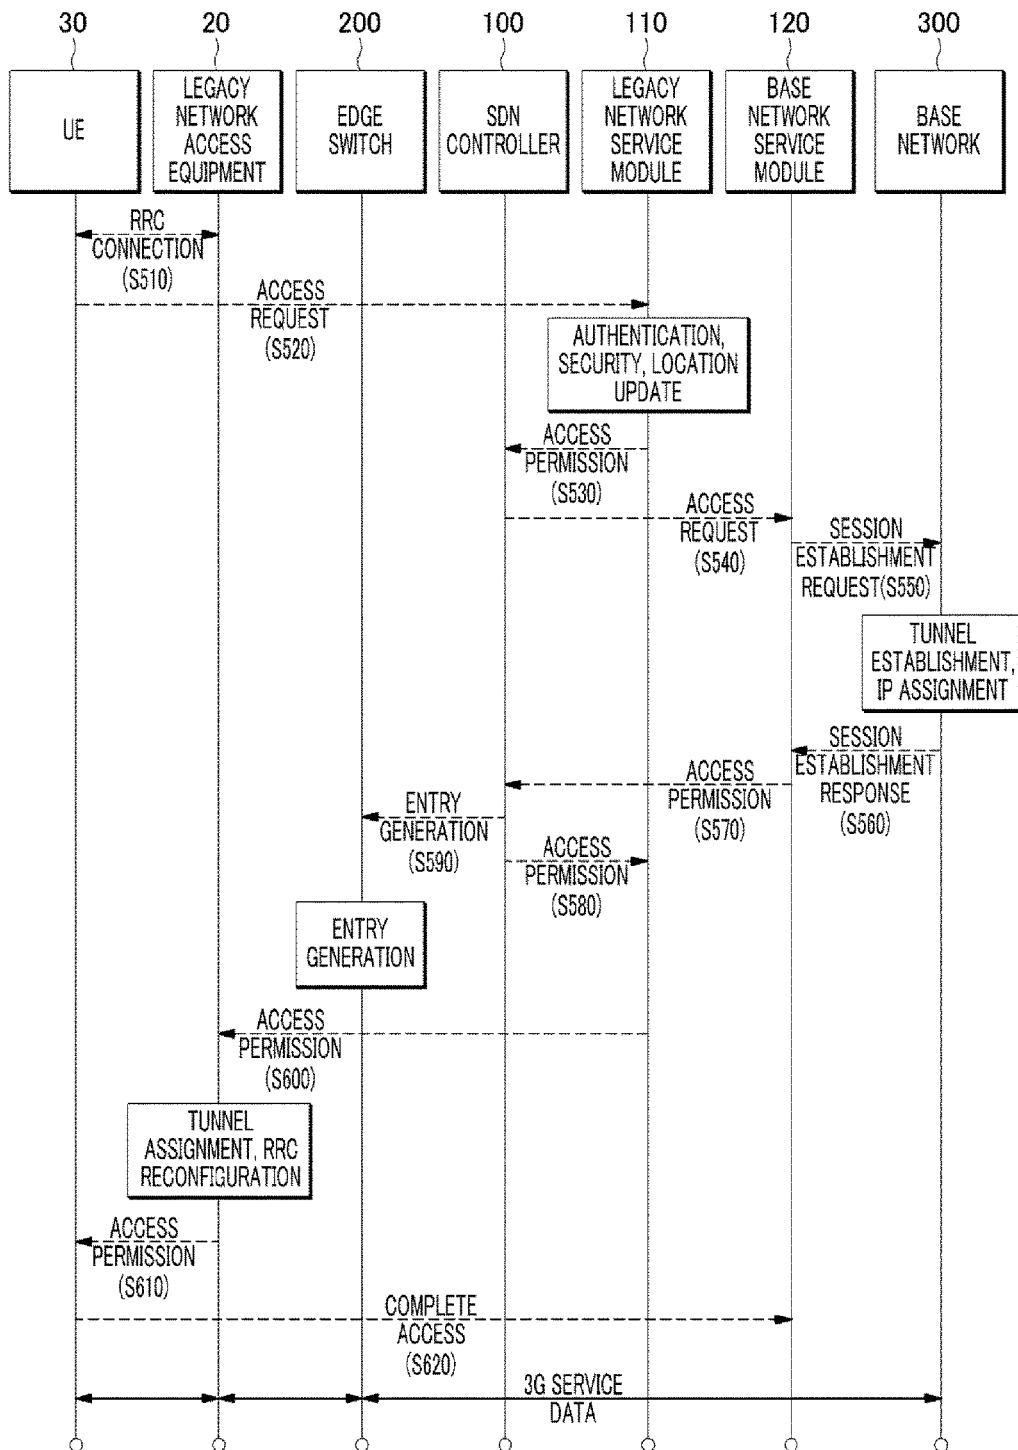 30 20 200 100 110 120 300
UE
LEGACY
NETWORK
ACCESS
EQUIPMENT
EDGE
SWITCH
SDN
CONTROLLER
LEGACY
NETWORK
SERVICE
MODULE
BASE
NETWORK
SERVICE
MODULE
BASE
NETWORK
RRC
CONNECTION
(S510)
ACCESS
REQUEST
(S520)
AUTHENTICATION,
SECURITY, LOCATION
UPDATE
ACCESS
PERMISSION
(S530)
ACCESS
REQUEST
(S540)
SESSION
ESTABLISHMENT
REQUEST(S550)
TUNNEL
ESTABLISHMENT,
IP ASSIGNMENT
SESSION
ESTABLISHMENT
RESPONSE
(S560)
ACCESS
PERMISSION
(S570)
ENTRY
GENERATION
(S590)
ACCESS
PERMISSION
(S580)
ENTRY
GENERATION
ACCESS
PERMISSION
(S600)
TUNNEL
ASSIGNMENT, RRC
RECONFIGURATION
ACCESS
PERMISSION
(S610)
COMPLETE
ACCESS
(S620)
3G SERVICE
DATA